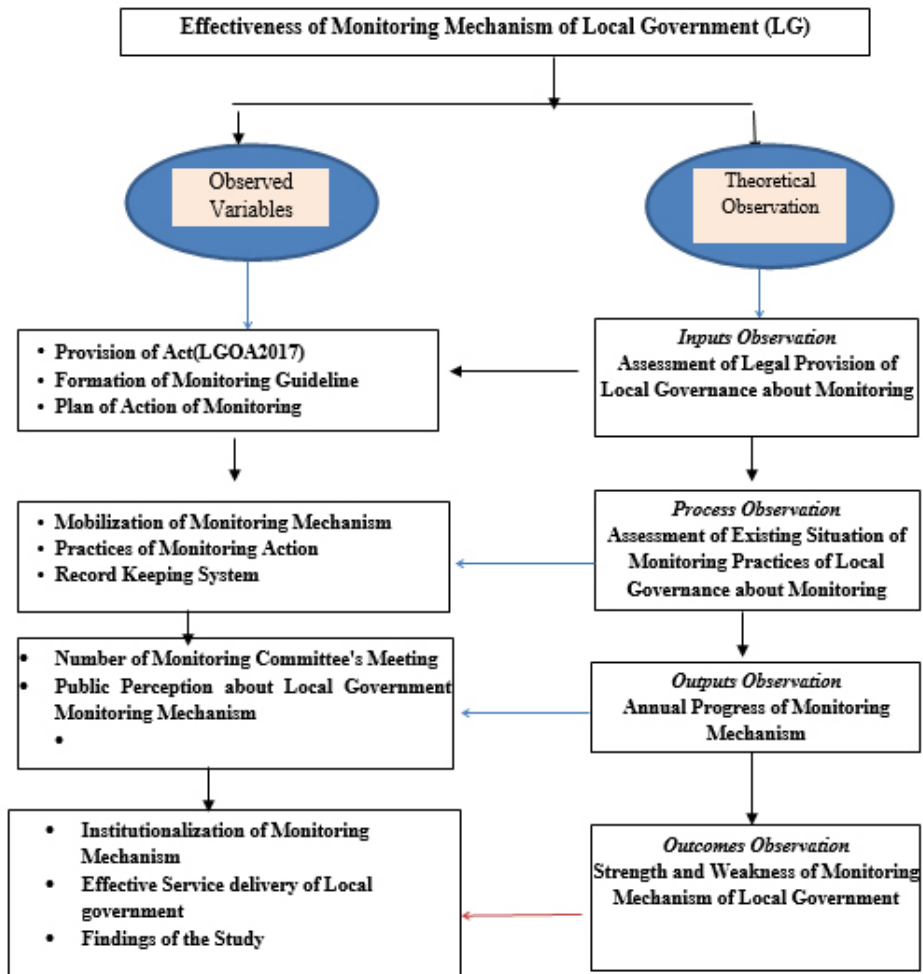 Effectiveness of Monitoring Mechanism of Local Government (LG)
Observed
Variables
Theoretical
Observation
• Provision of Act(LGOA2017)
• Formation of Monitoring Guideline
• Plan of Action of Monitoring
Inputs Observation
Assessment of Legal Provision of
Local Governance about Monitoring
• Mobilization of Monitoring Mechanism
• Practices of Monitoring Action
• Record Keeping System
Process Observation
Assessment of Existing Situation of
Monitoring Practices of Local
Governance about Monitoring
• Number of Monitoring Committee's Meeting
• Public Perception about Local Government
Monitoring Mechanism
•
Outputs Observation
Annual Progress of Monitoring
Mechanism
• Institutionalization of Monitoring
Mechanism
• Effective Service delivery of Local
government
• Findings of the Study
Outcomes Observation
Strength and Weakness of Monitoring
Mechanism of Local Government